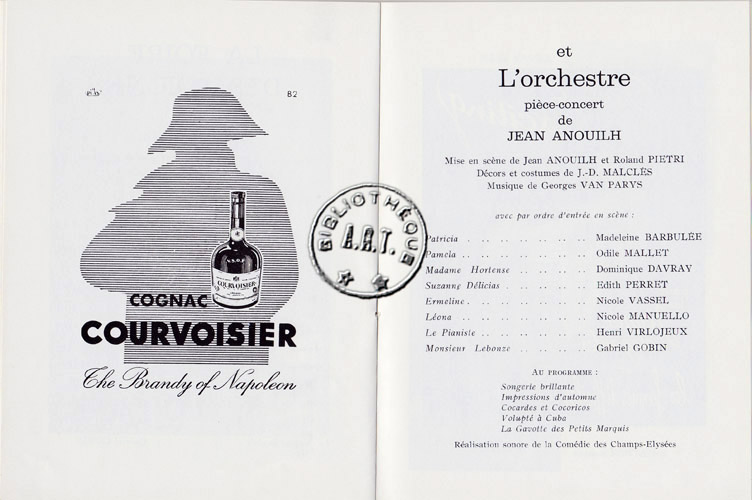 B2
COGNAC
COURVOISIER
The Brandy of Napoleon
V.S.O.P
COURVOISIER
BIBLIOTHÈQUE
A.R.T.
et
L'orchestre
pièce-concert
de
JEAN ANOUILH
Mise en scène de Jean ANOUILH et Roland PIETRI
Décors et costumes de J.-D. MALCLÈS
Musique de Georges VAN PARYS
avec par ordre d'entrée en scène :
Patricia . . . . . . . . . . . Madeleine BARBULÉE
Pamela . . . . . . . . . . . Odile MALLET
Madame Hortense . . . . . . . Dominique DAVRAY
Suzanne Délicias . . . . . . . Edith PERRET
Ermeline . . . . . . . . . . . Nicole VASSEL
Léona . . . . . . . . . . . Nicole MANUELLO
Le Pianiste . . . . . . . . . Henri VIRLOJEUX
Monsieur Lebonze . . . . . . . Gabriel GOBIN
AU PROGRAMME :
Songerie brillante
Impressions d'automne
Cocardes et Cocoricos
Volupté à Cuba
La Gavotte des Petits Marquis
Réalisation sonore de la Comédie des Champs-Elysées